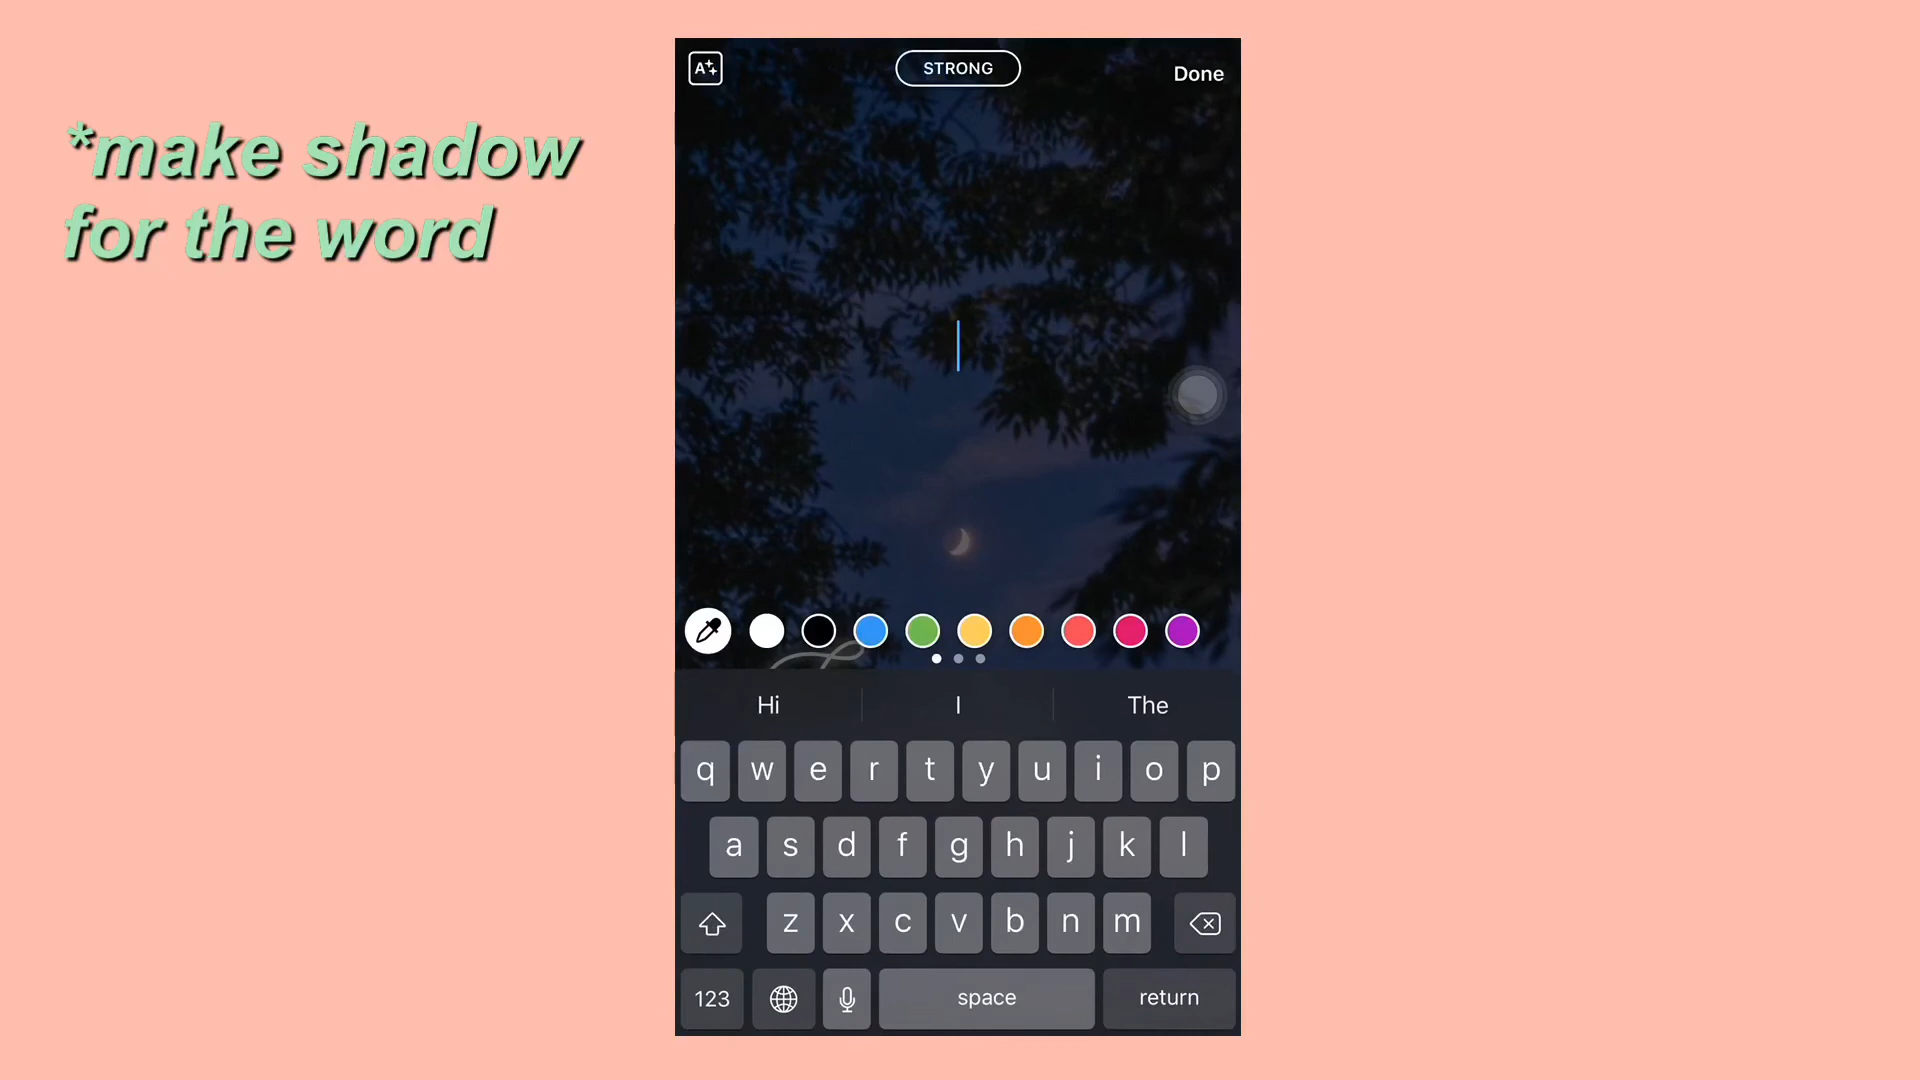 *make shadow
for the word
A
STRONG
Done
Hi
I
The
q w e r t y u i o p
a s d f g h j k l
z x c v b n m
123
space
return